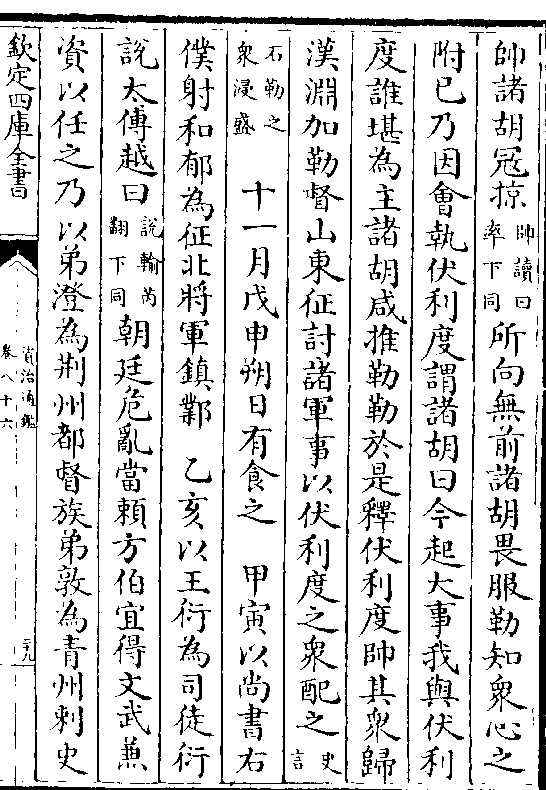 帥諸胡冦掠帥讀曰率下同所向無前諸胡畏服勒知衆心之
附已乃因會執伏利度謂諸胡曰今起大事我與伏利
度誰堪為主諸胡咸推勒勒於是釋伏利度帥其衆歸
漢淵加勒督山東征討諸軍事以伏利度之衆配之史言
石勒之衆浸盛 十一月戊申朔日有食之 甲寅以尚書右
僕射和郁為征北將軍鎮鄴 乙亥以王衍為司徒衍
說太傅越曰說輸芮翻下同朝廷危亂當賴方伯宜得文武兼
資以任之乃以弟澄為荆州都督族弟敦為青州刺史
欽定四庫全書
資治通鑑
卷八十六
二十九